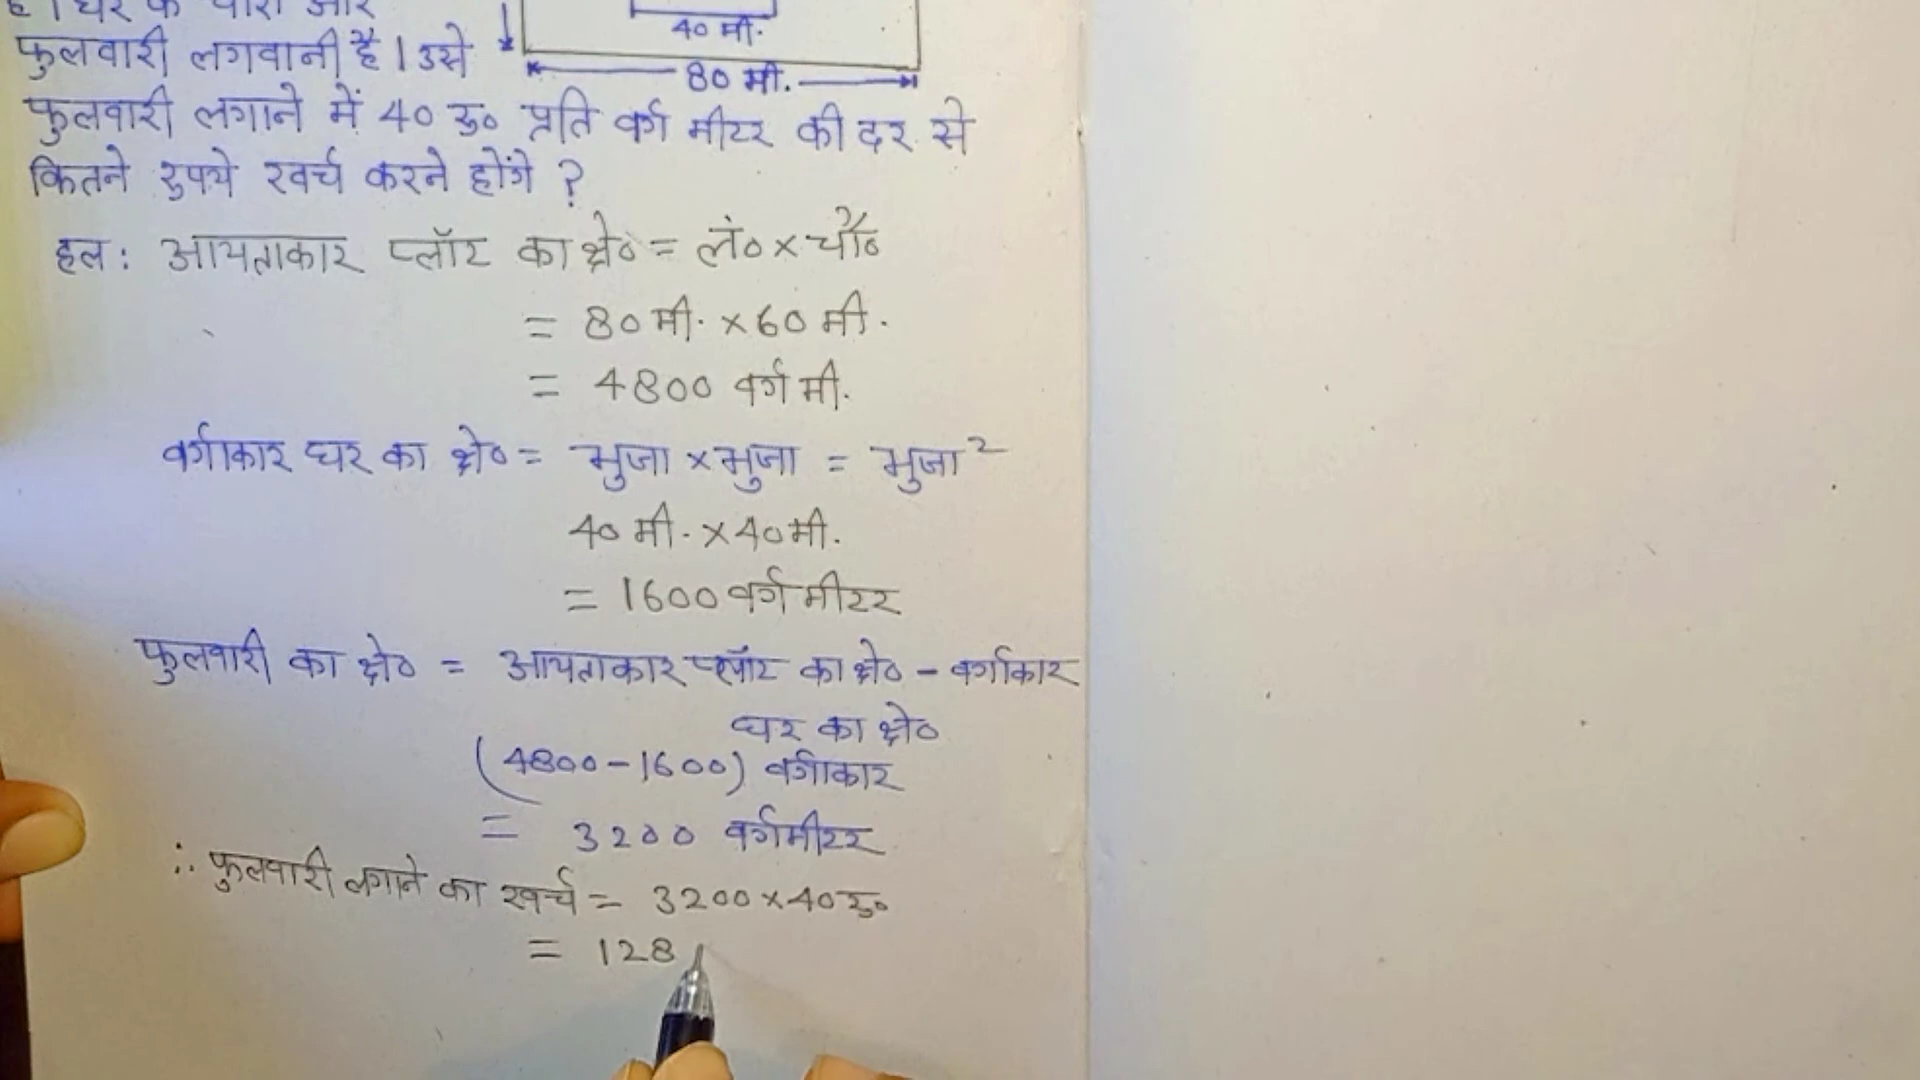 है। घर के चारों ओर
40 मी.
फुलवारी लगवानी है। उसे
80 मी.
फुलवारी लगाने में 40 रु० प्रति वर्ग मीटर की दर से
कितने रुपये खर्च करने होंगे ?
हल : आयताकार प्लॉट का क्षे० = लं० × चौ०
= 80 मी. × 60 मी.
= 4800 वर्ग मी.
वर्गाकार घर का क्षे० = भुजा × भुजा = भुजा²
40 मी. × 40 मी.
= 1600 वर्ग मीटर
फुलवारी का क्षे० = आयताकार प्लॉट का क्षे० - वर्गाकार
घर का क्षे०
(4800-1600) वर्गाकार
= 3200 वर्गमीटर
∴ फुलवारी लगाने का खर्च = 3200 × 40 रु०
= 128